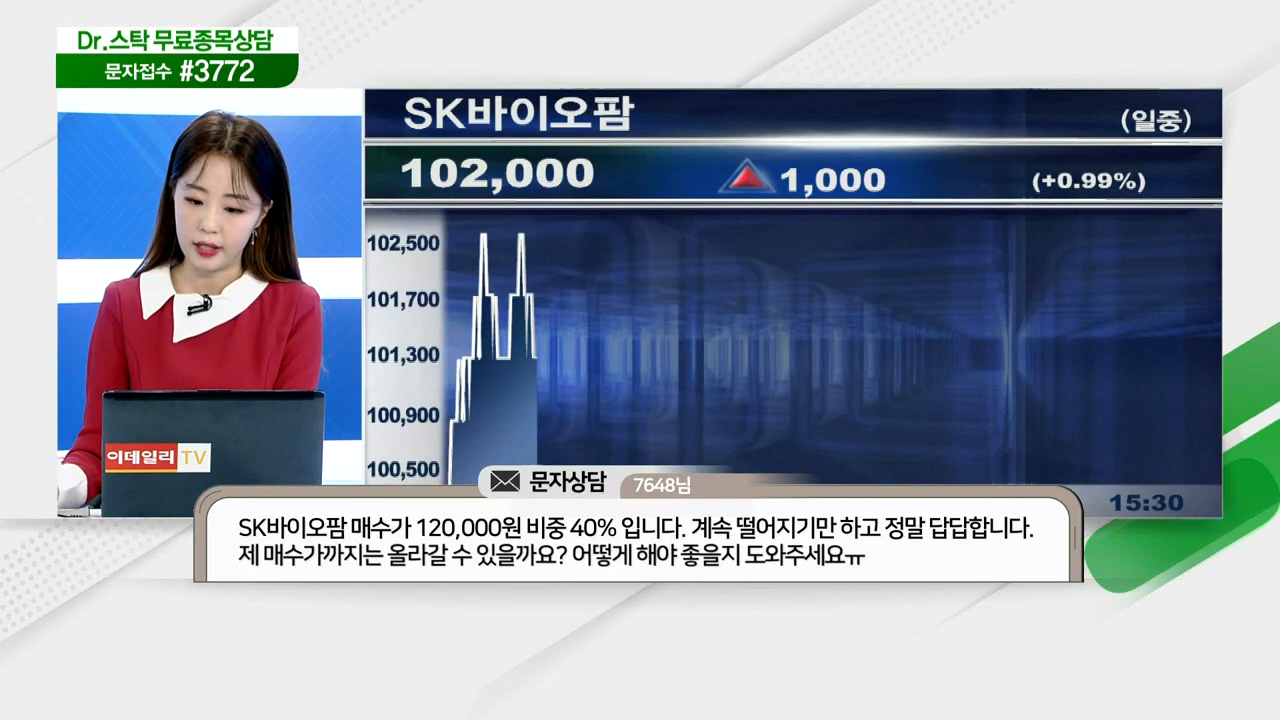 Dr.스탁 무료종목상담
문자접수 #3772
SK바이오팜
(일중)
102,000
1,000
(+0.99%)
102,500
101,700
101,300
100,900
100,500
15:30
이데일리 TV
문자상담
7648님
SK바이오팜 매수가 120,000원 비중 40% 입니다. 계속 떨어지기만 하고 정말 답답합니다.
제 매수가까지는 올라갈 수 있을까요? 어떻게 해야 좋을지 도와주세요ㅠ